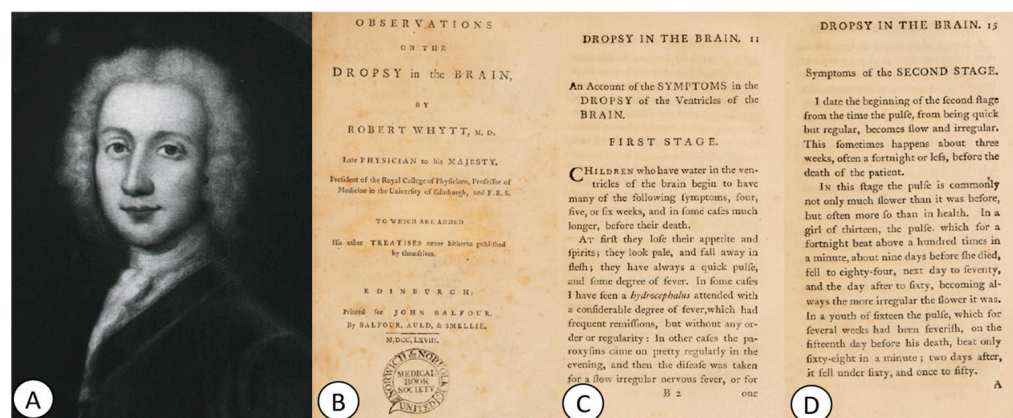 A
OBSERVATIONS
ON THE
DROPSY in the BRAIN,
BY
ROBERT WHYTT, M. D.
Late PHYSICIAN to his MAJESTY,
President of the Royal College of Physicians, Profeſſor of
Medicine in the Univerſity of Edinburgh, and F. R. S.
TO WHICH ARE ADDED
His other TREATISES never hitherto publiſhed
by themſelves.
EDINBURGH:
Printed for JOHN BALFOUR,
By BALFOUR, AULD, & SMELLIE.
M,DCC,LXVIII.
NORWICH & NORFOLK
MEDICAL
BOOK
SOCIETY
UNITED
B
DROPSY IN THE BRAIN. 11
An Account of the SYMPTOMS in the
DROPSY of the Ventricles of the
BRAIN.
FIRST STAGE.
CHILDREN who have water in the ven-
tricles of the brain begin to have
many of the following ſymptoms, four,
five, or ſix weeks, and in ſome caſes much
longer, before their death.
AT firſt they loſe their appetite and
ſpirits; they look pale, and fall away in
fleſh; they have always a quick pulſe,
and ſome degree of fever. In ſome caſes
I have ſeen a hydrocephalus attended with
a conſiderable degree of fever, which had
frequent remiſſions, but without any or-
der or regularity: In other caſes the pa-
roxyſms came on pretty regularly in the
evening, and then the diſeaſe was taken
for a ſlow irregular nervous fever, or for
B 2 one
C
DROPSY IN THE BRAIN. 15
Symptoms of the SECOND STAGE.
I date the beginning of the ſecond ſtage
from the time the pulſe, from being quick
but regular, becomes ſlow and irregular.
This ſometimes happens about three
weeks, often a fortnight or leſs, before the
death of the patient.
IN this ſtage the pulſe is commonly
not only much ſlower than it was before,
but often more ſo than in health. In a
girl of thirteen, the pulſe. which for a
fortnight beat above a hundred times in
a minute, about nine days before ſhe died,
fell to eighty-four, next day to ſeventy,
and the day after to ſixty, becoming al-
ways the more irregular the ſlower it was.
In a youth of ſixteen the pulſe, which for
ſeveral weeks had been feveriſh, on the
fifteenth day before his death, beat only
ſixty-eight in a minute; two days after,
it fell under ſixty, and once to fifty.
A
D